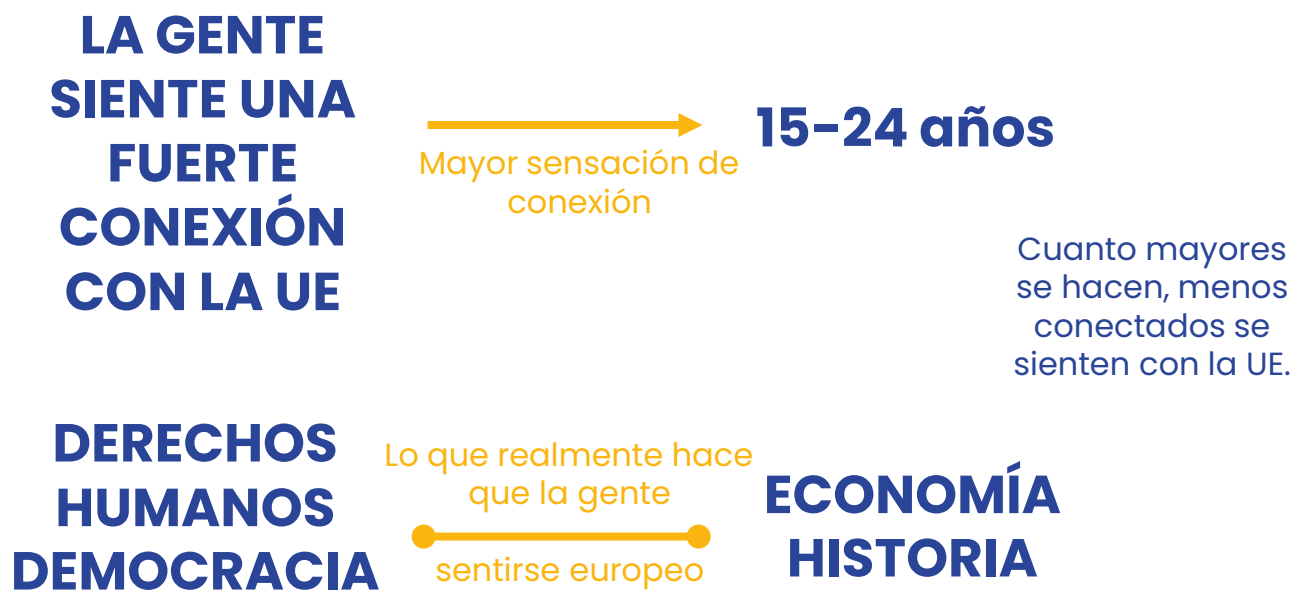 LA GENTE
SIENTE UNA
FUERTE
CONEXIÓN
CON LA UE
Mayor sensación de
conexión
15-24 años
Cuanto mayores
se hacen, menos
conectados se
sienten con la UE.
DERECHOS
HUMANOS
DEMOCRACIA
Lo que realmente hace
que la gente
sentirse europeo
ECONOMÍA
HISTORIA